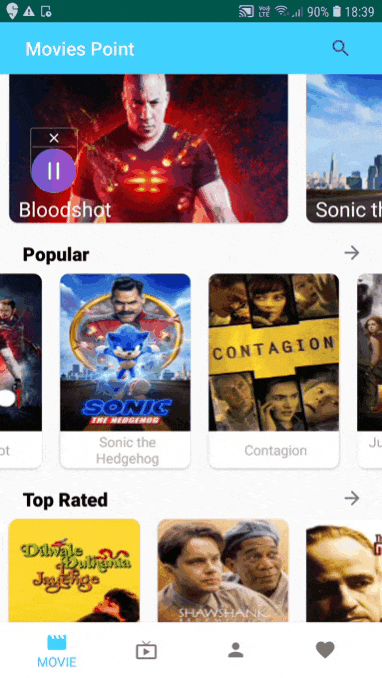 Vo))
LTE
90% 18:39
Movies Point
Bloodshot
Sonic th
Popular
CONTAGION
SONIC
THE HEDGEHOG
ot
Sonic the
Hedgehog
Contagion
Ju
Top Rated
Dilwale
Dulhania
Jayenge
SHAWSHANK
MOVIE